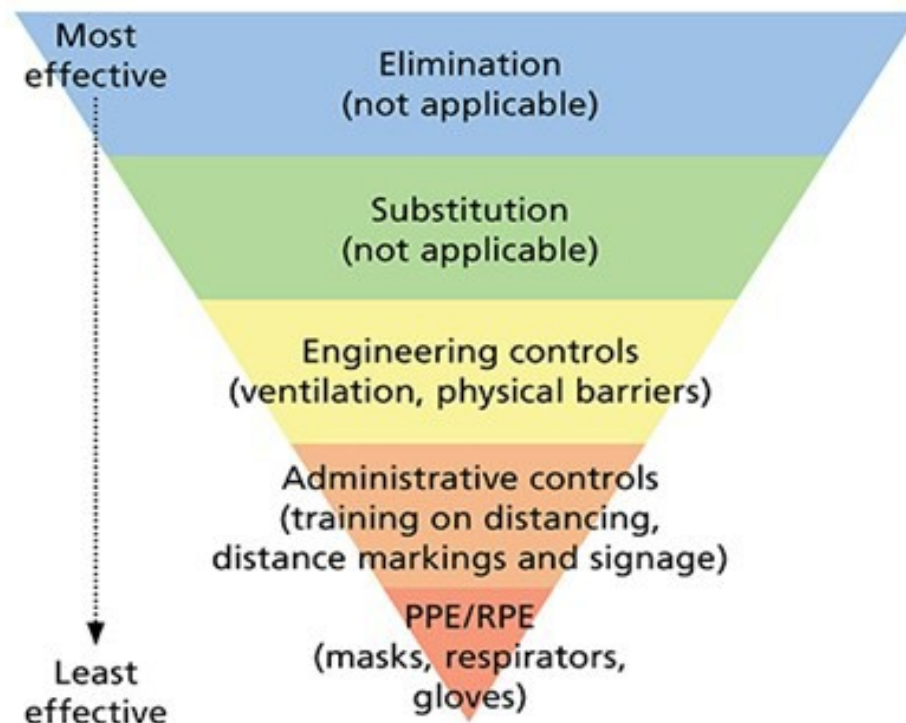 Most
effective
Elimination
(not applicable)
Substitution
(not applicable)
Engineering controls
(ventilation, physical barriers)
Administrative controls
(training on distancing,
distance markings and signage)
PPE/RPE
(masks, respirators,
gloves)
Least
effective